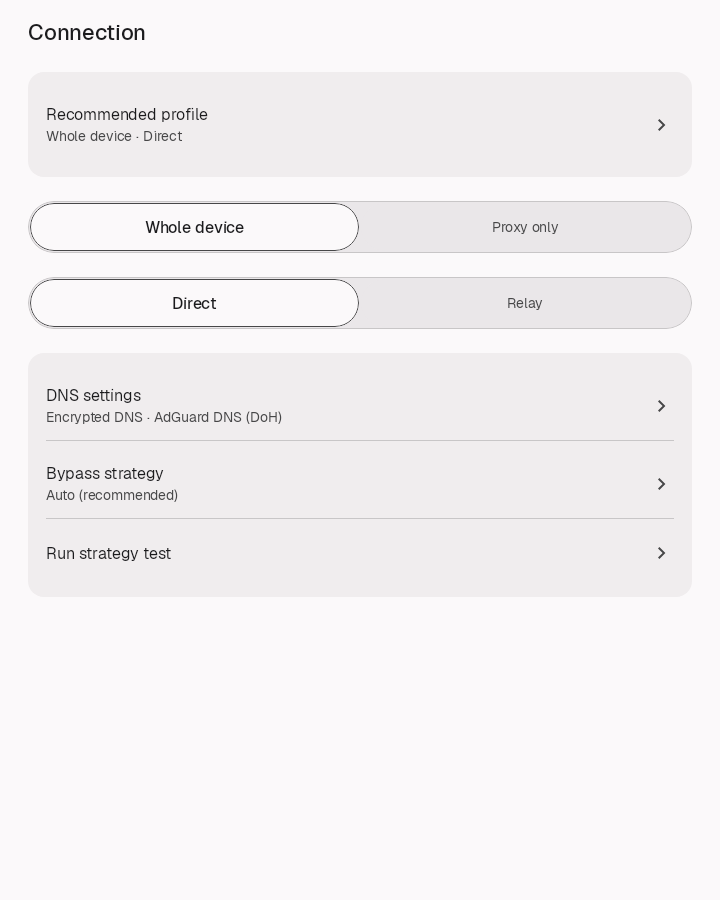 Connection
Recommended profile
Whole device · Direct
Whole device
Proxy only
Direct
Relay
DNS settings
Encrypted DNS · AdGuard DNS (DoH)
Bypass strategy
Auto (recommended)
Run strategy test